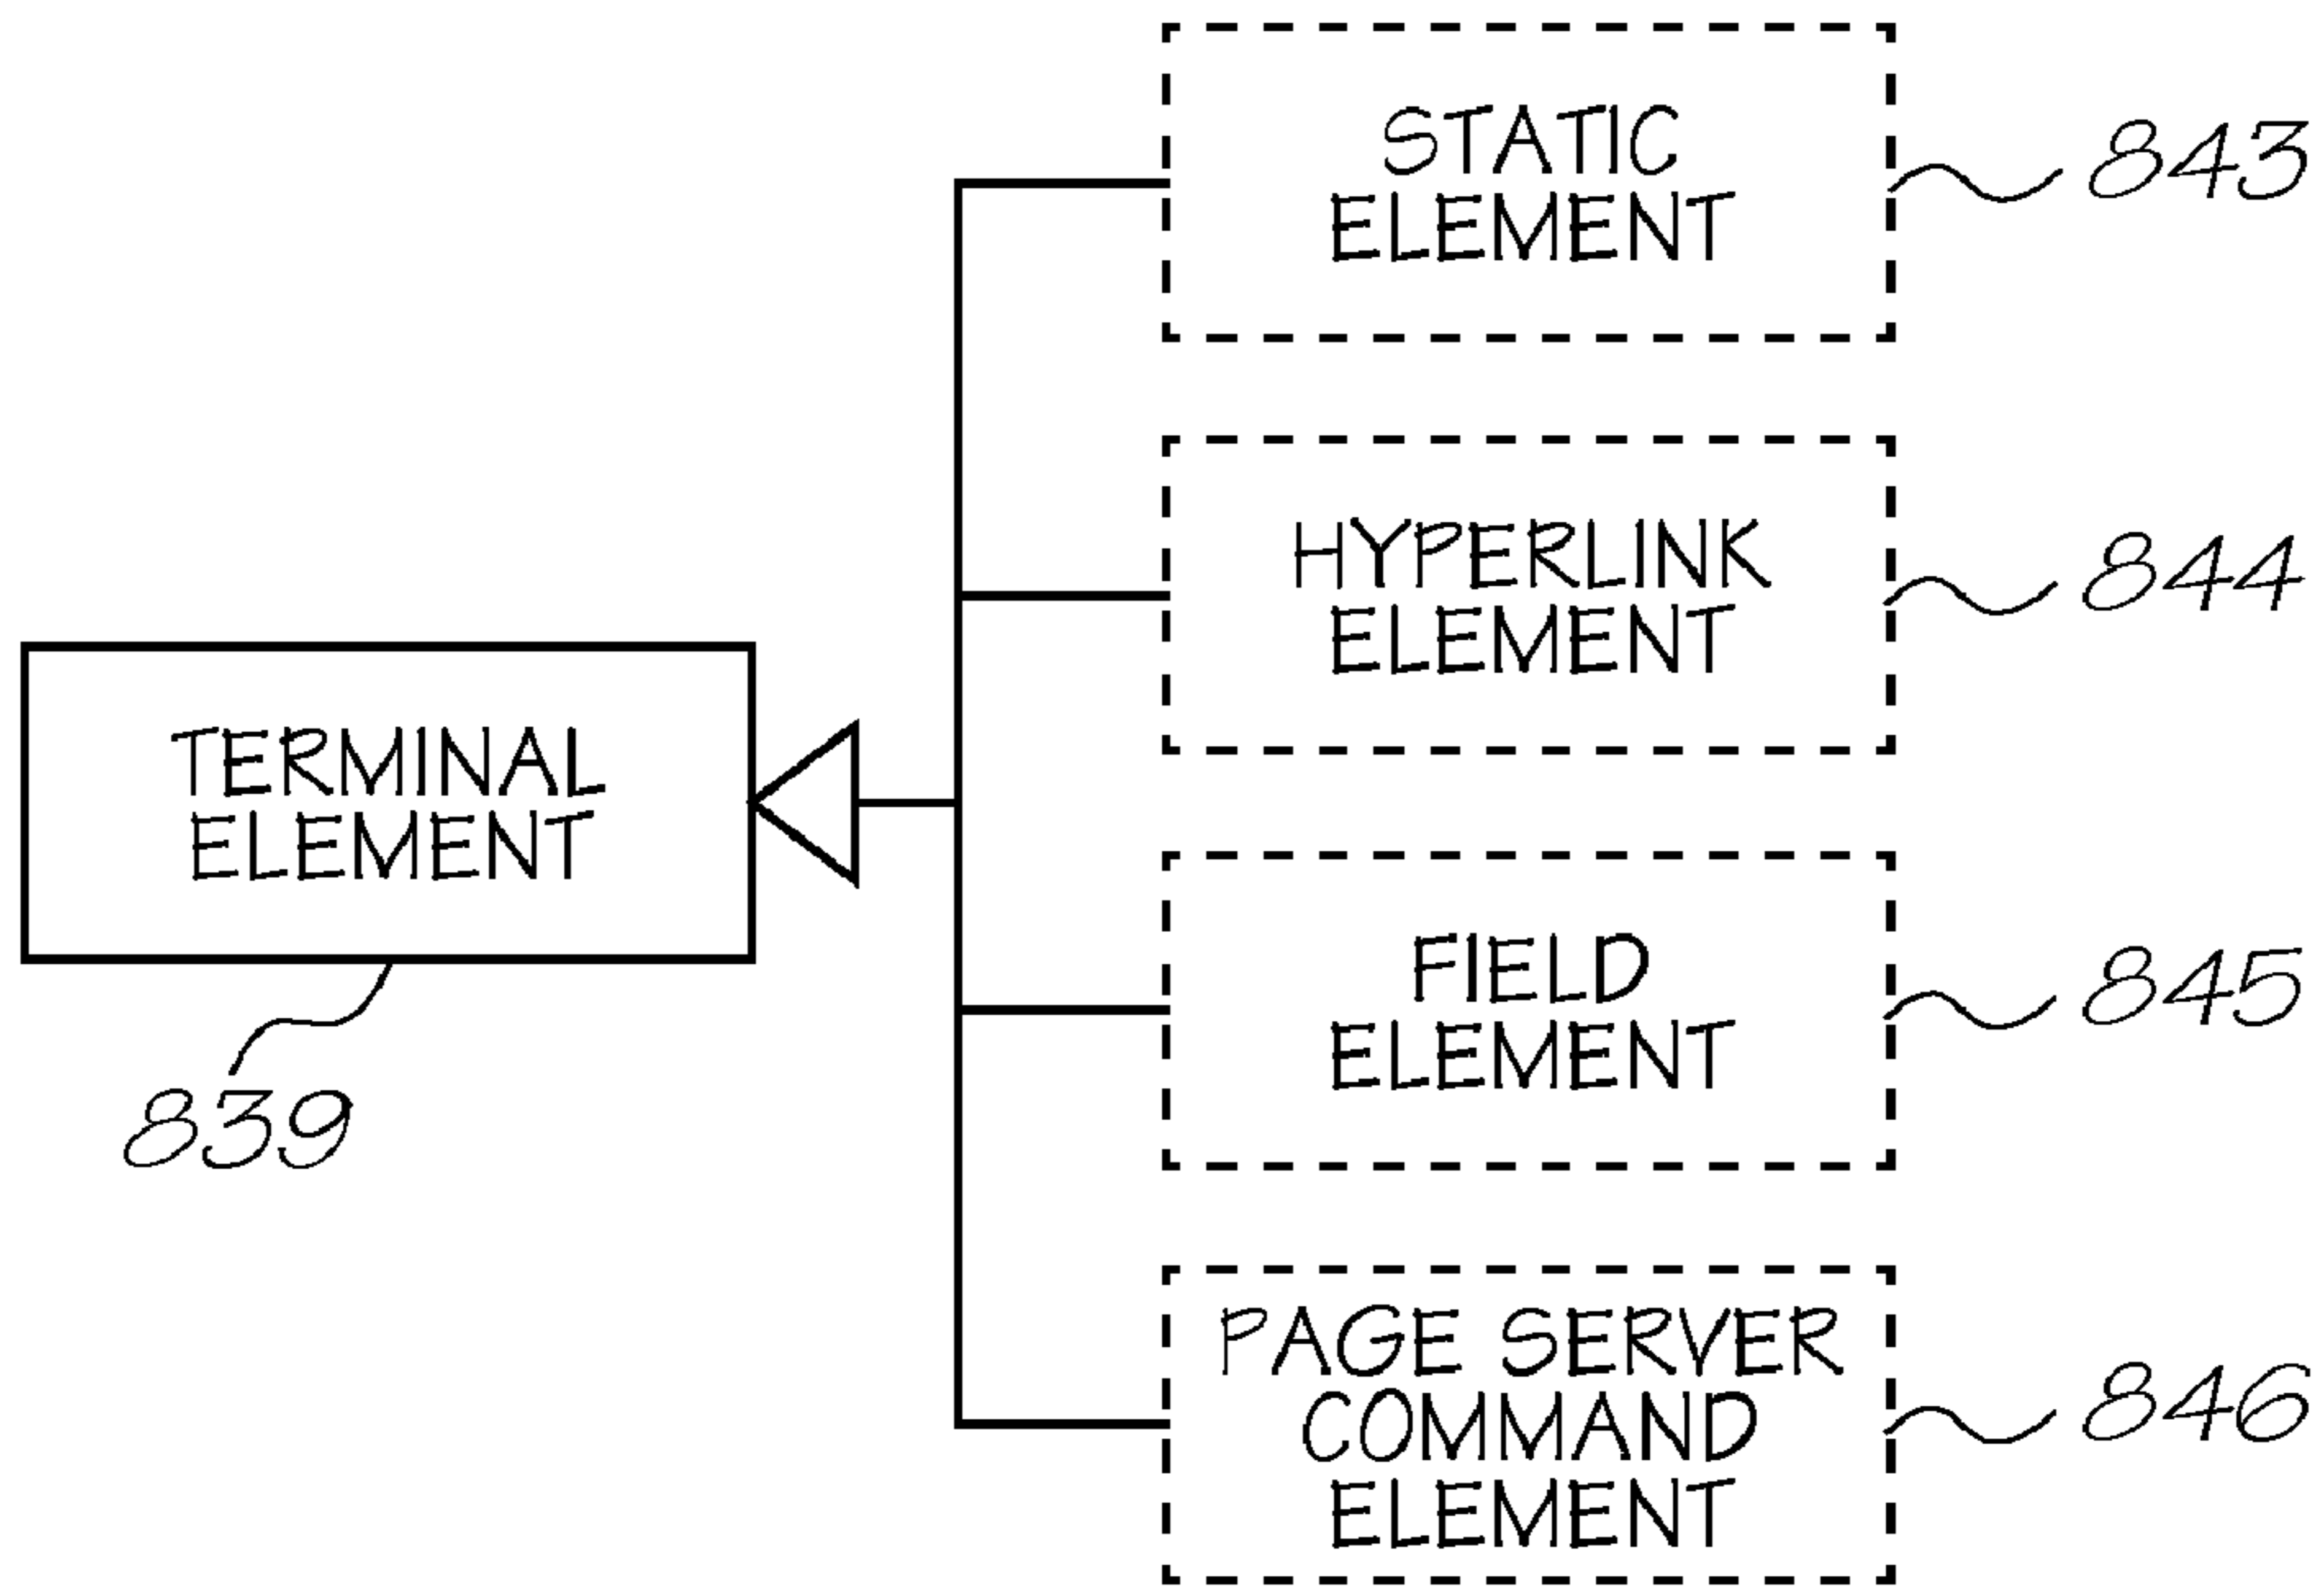 STATIC
ELEMENT
843
HYPERLINK
ELEMENT
844
TERMINAL
ELEMENT
839
FIELD
ELEMENT
845
PAGE SERVER
COMMAND
ELEMENT
846